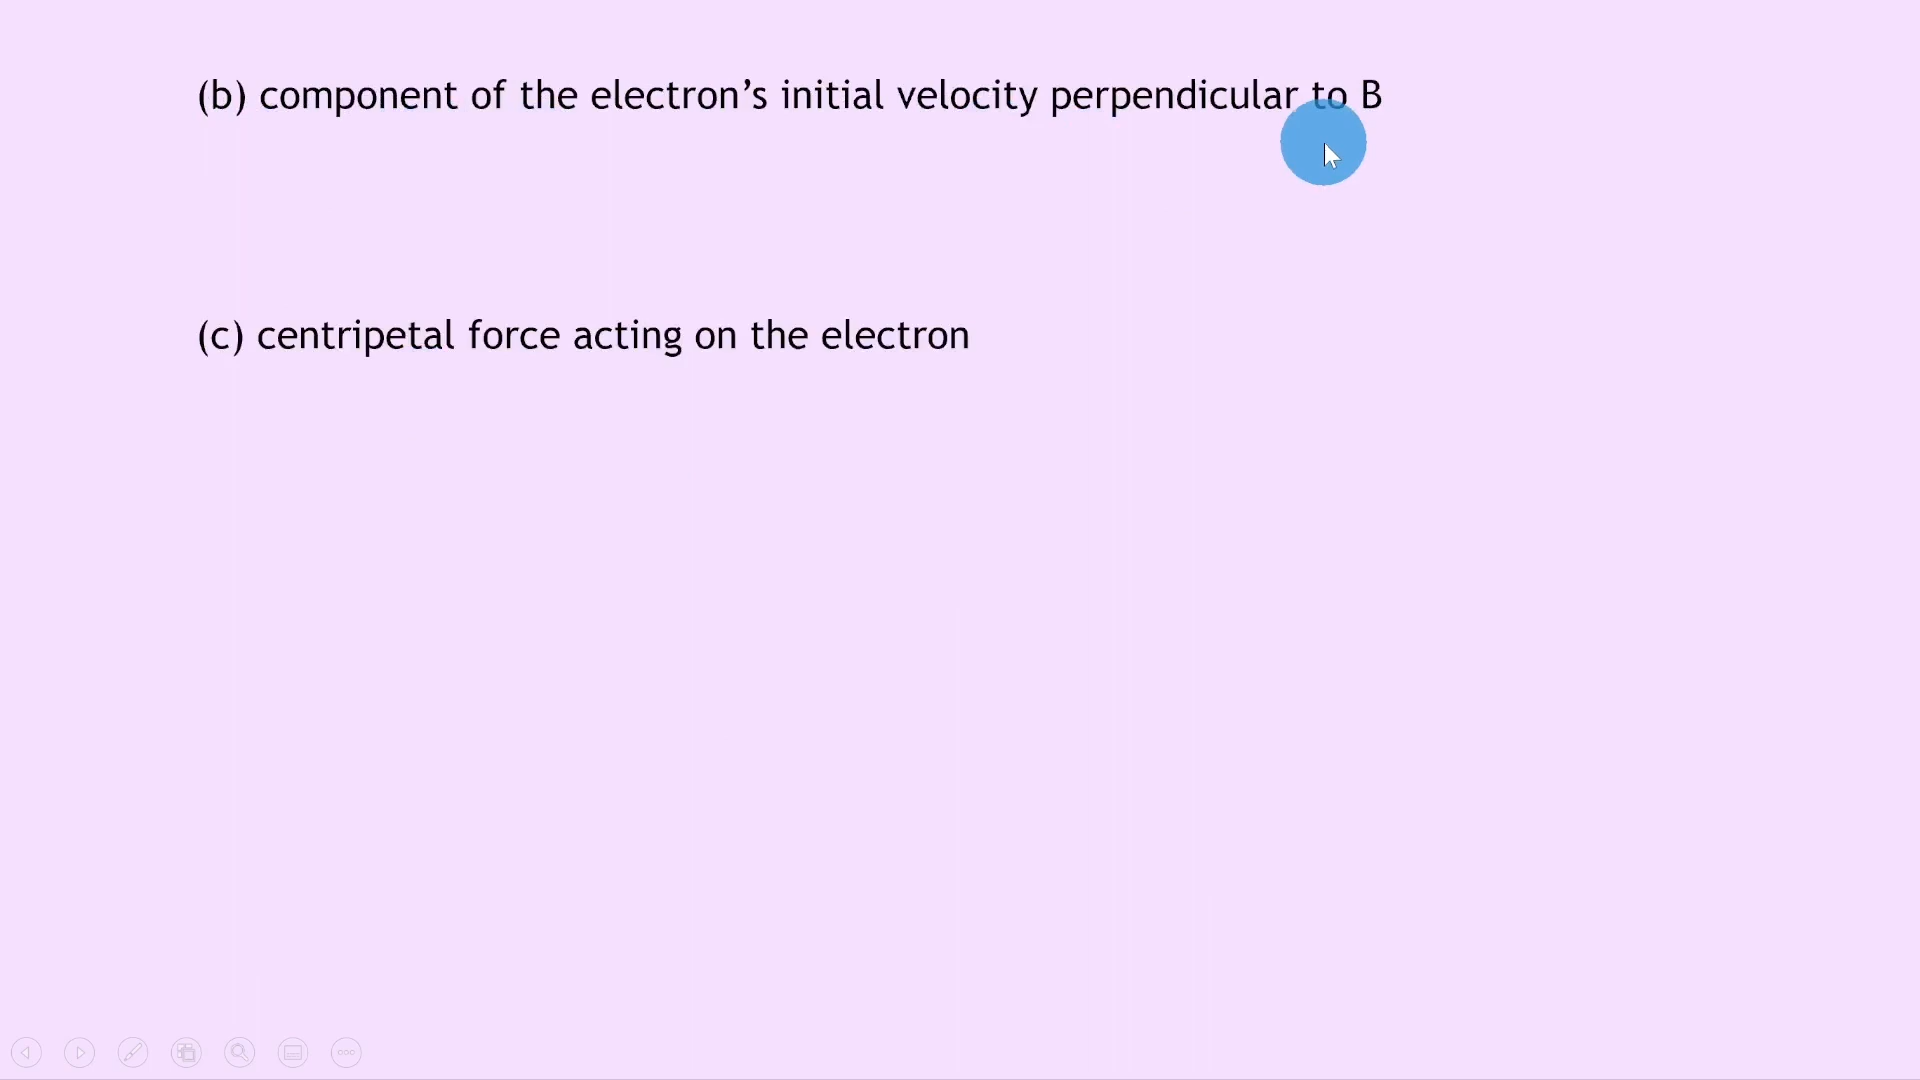 (b) component of the electron’s initial velocity perpendicular to B
(c) centripetal force acting on the electron